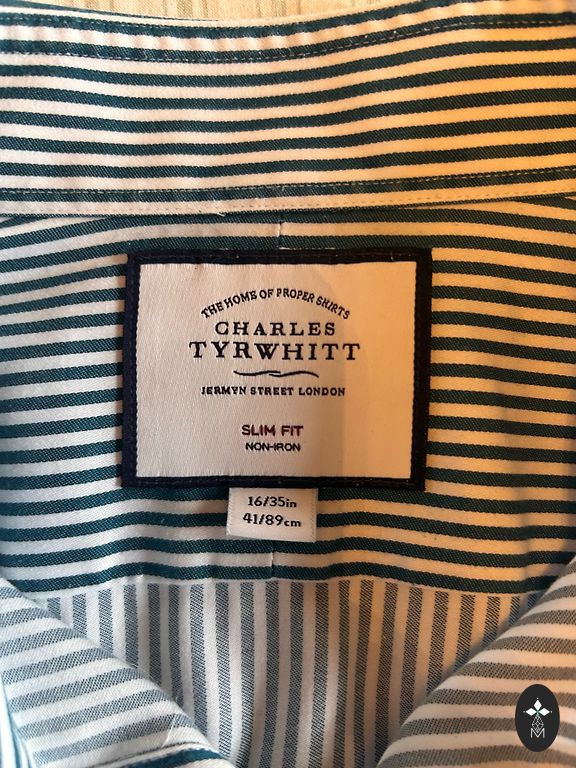 THE HOME OF PROPER SHIRTS
CHARLES
TYRWHITT
JERMYN STREET LONDON
SLIM FIT
NON-IRON
16/35in
41/89cm